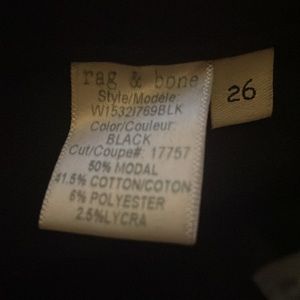 rag & bone
Style/Modèle:
W1532I769BLK
Color/Couleur:
BLACK
Cut/Coupe#: 17757
50% MODAL
41.5% COTTON/COTON
6% POLYESTER
2.5% LYCRA
26